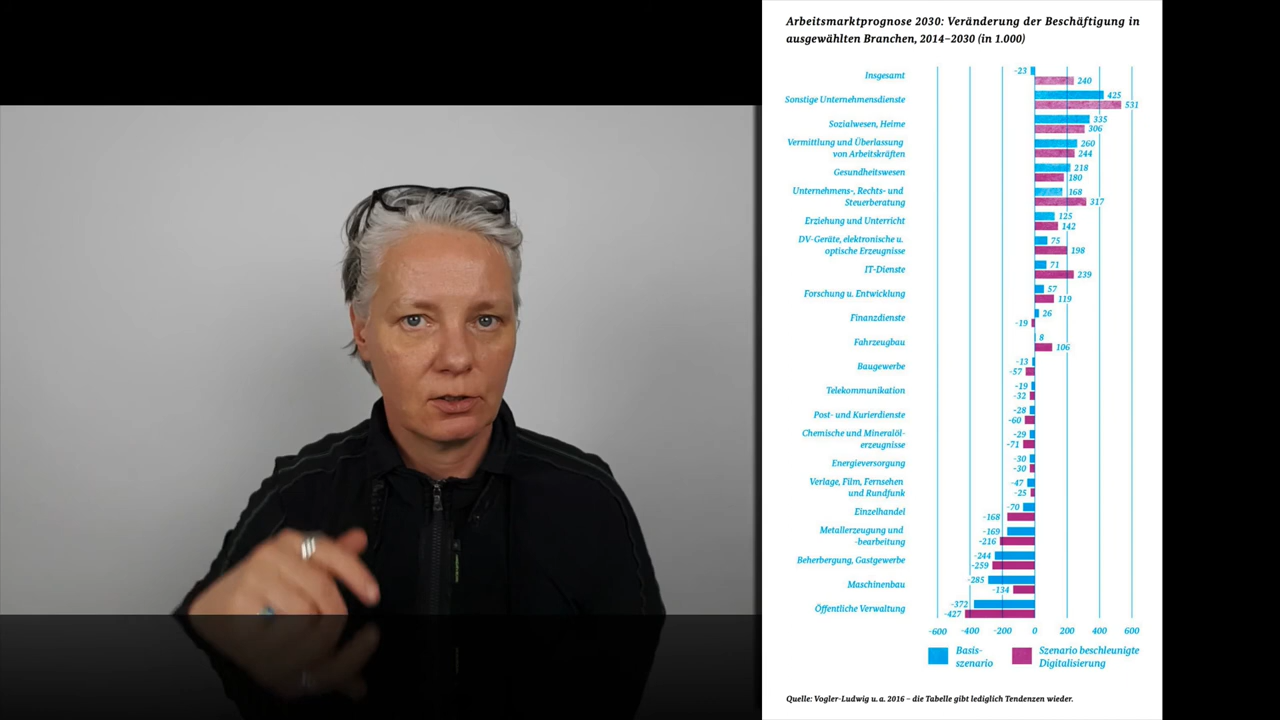 Arbeitsmarktprognose 2030: Veränderung der Beschäftigung in
ausgewählten Branchen, 2014–2030 (in 1.000)
Insgesamt
-23
240
Sonstige Unternehmensdienste
425
531
Sozialwesen, Heime
335
306
Vermittlung und Überlassung
von Arbeitskräften
260
244
Gesundheitswesen
218
180
Unternehmens-, Rechts- und
Steuerberatung
168
317
Erziehung und Unterricht
125
142
DV-Geräte, elektronische u.
optische Erzeugnisse
75
198
IT-Dienste
71
239
Forschung u. Entwicklung
57
119
Finanzdienste
26
-19
Fahrzeugbau
8
106
Baugewerbe
-13
-57
Telekommunikation
-19
-32
Post- und Kurierdienste
-28
-60
Chemische und Mineralöl-
erzeugnisse
-29
-71
Energieversorgung
-30
-30
Verlage, Film, Fernsehen
und Rundfunk
-47
-25
Einzelhandel
-70
-168
Metallerzeugung und
-bearbeitung
-169
-216
Beherbergung, Gastgewerbe
-244
-259
Maschinenbau
-285
-134
Öffentliche Verwaltung
-372
-427
-600 -400 -200 0 200 400 600
Basis-
szenario
Szenario beschleunigte
Digitalisierung
Quelle: Vogler-Ludwig u. a. 2016 – die Tabelle gibt lediglich Tendenzen wieder.